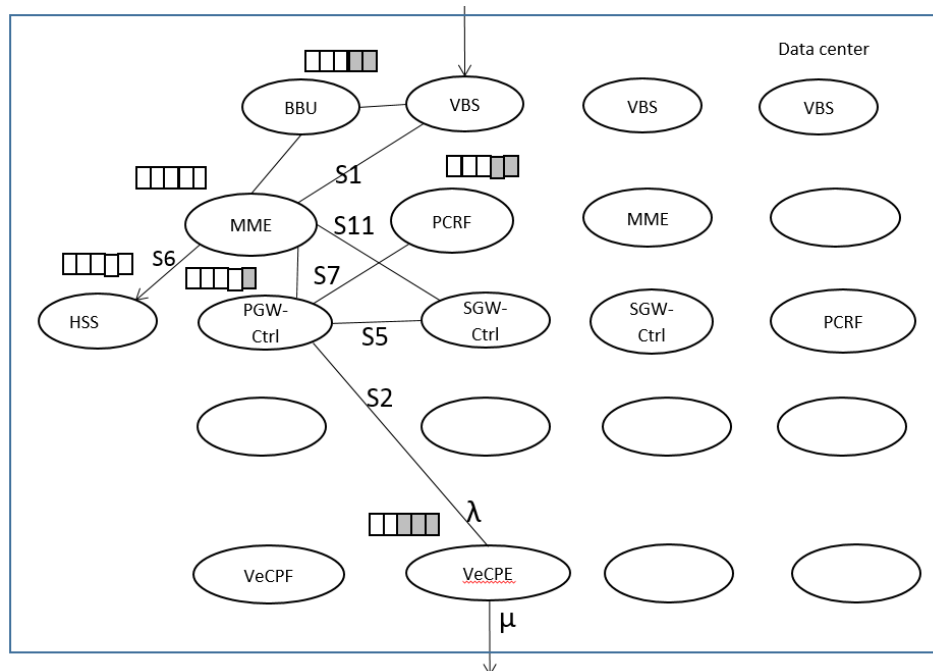 Data center
BBU
VBS
VBS
VBS
S1
MME
PCRF
MME
S11
S6
S7
HSS
PGW-
Ctrl
SGW-
Ctrl
SGW-
Ctrl
PCRF
S5
S2
λ
VeCPF
VeCPE
μ